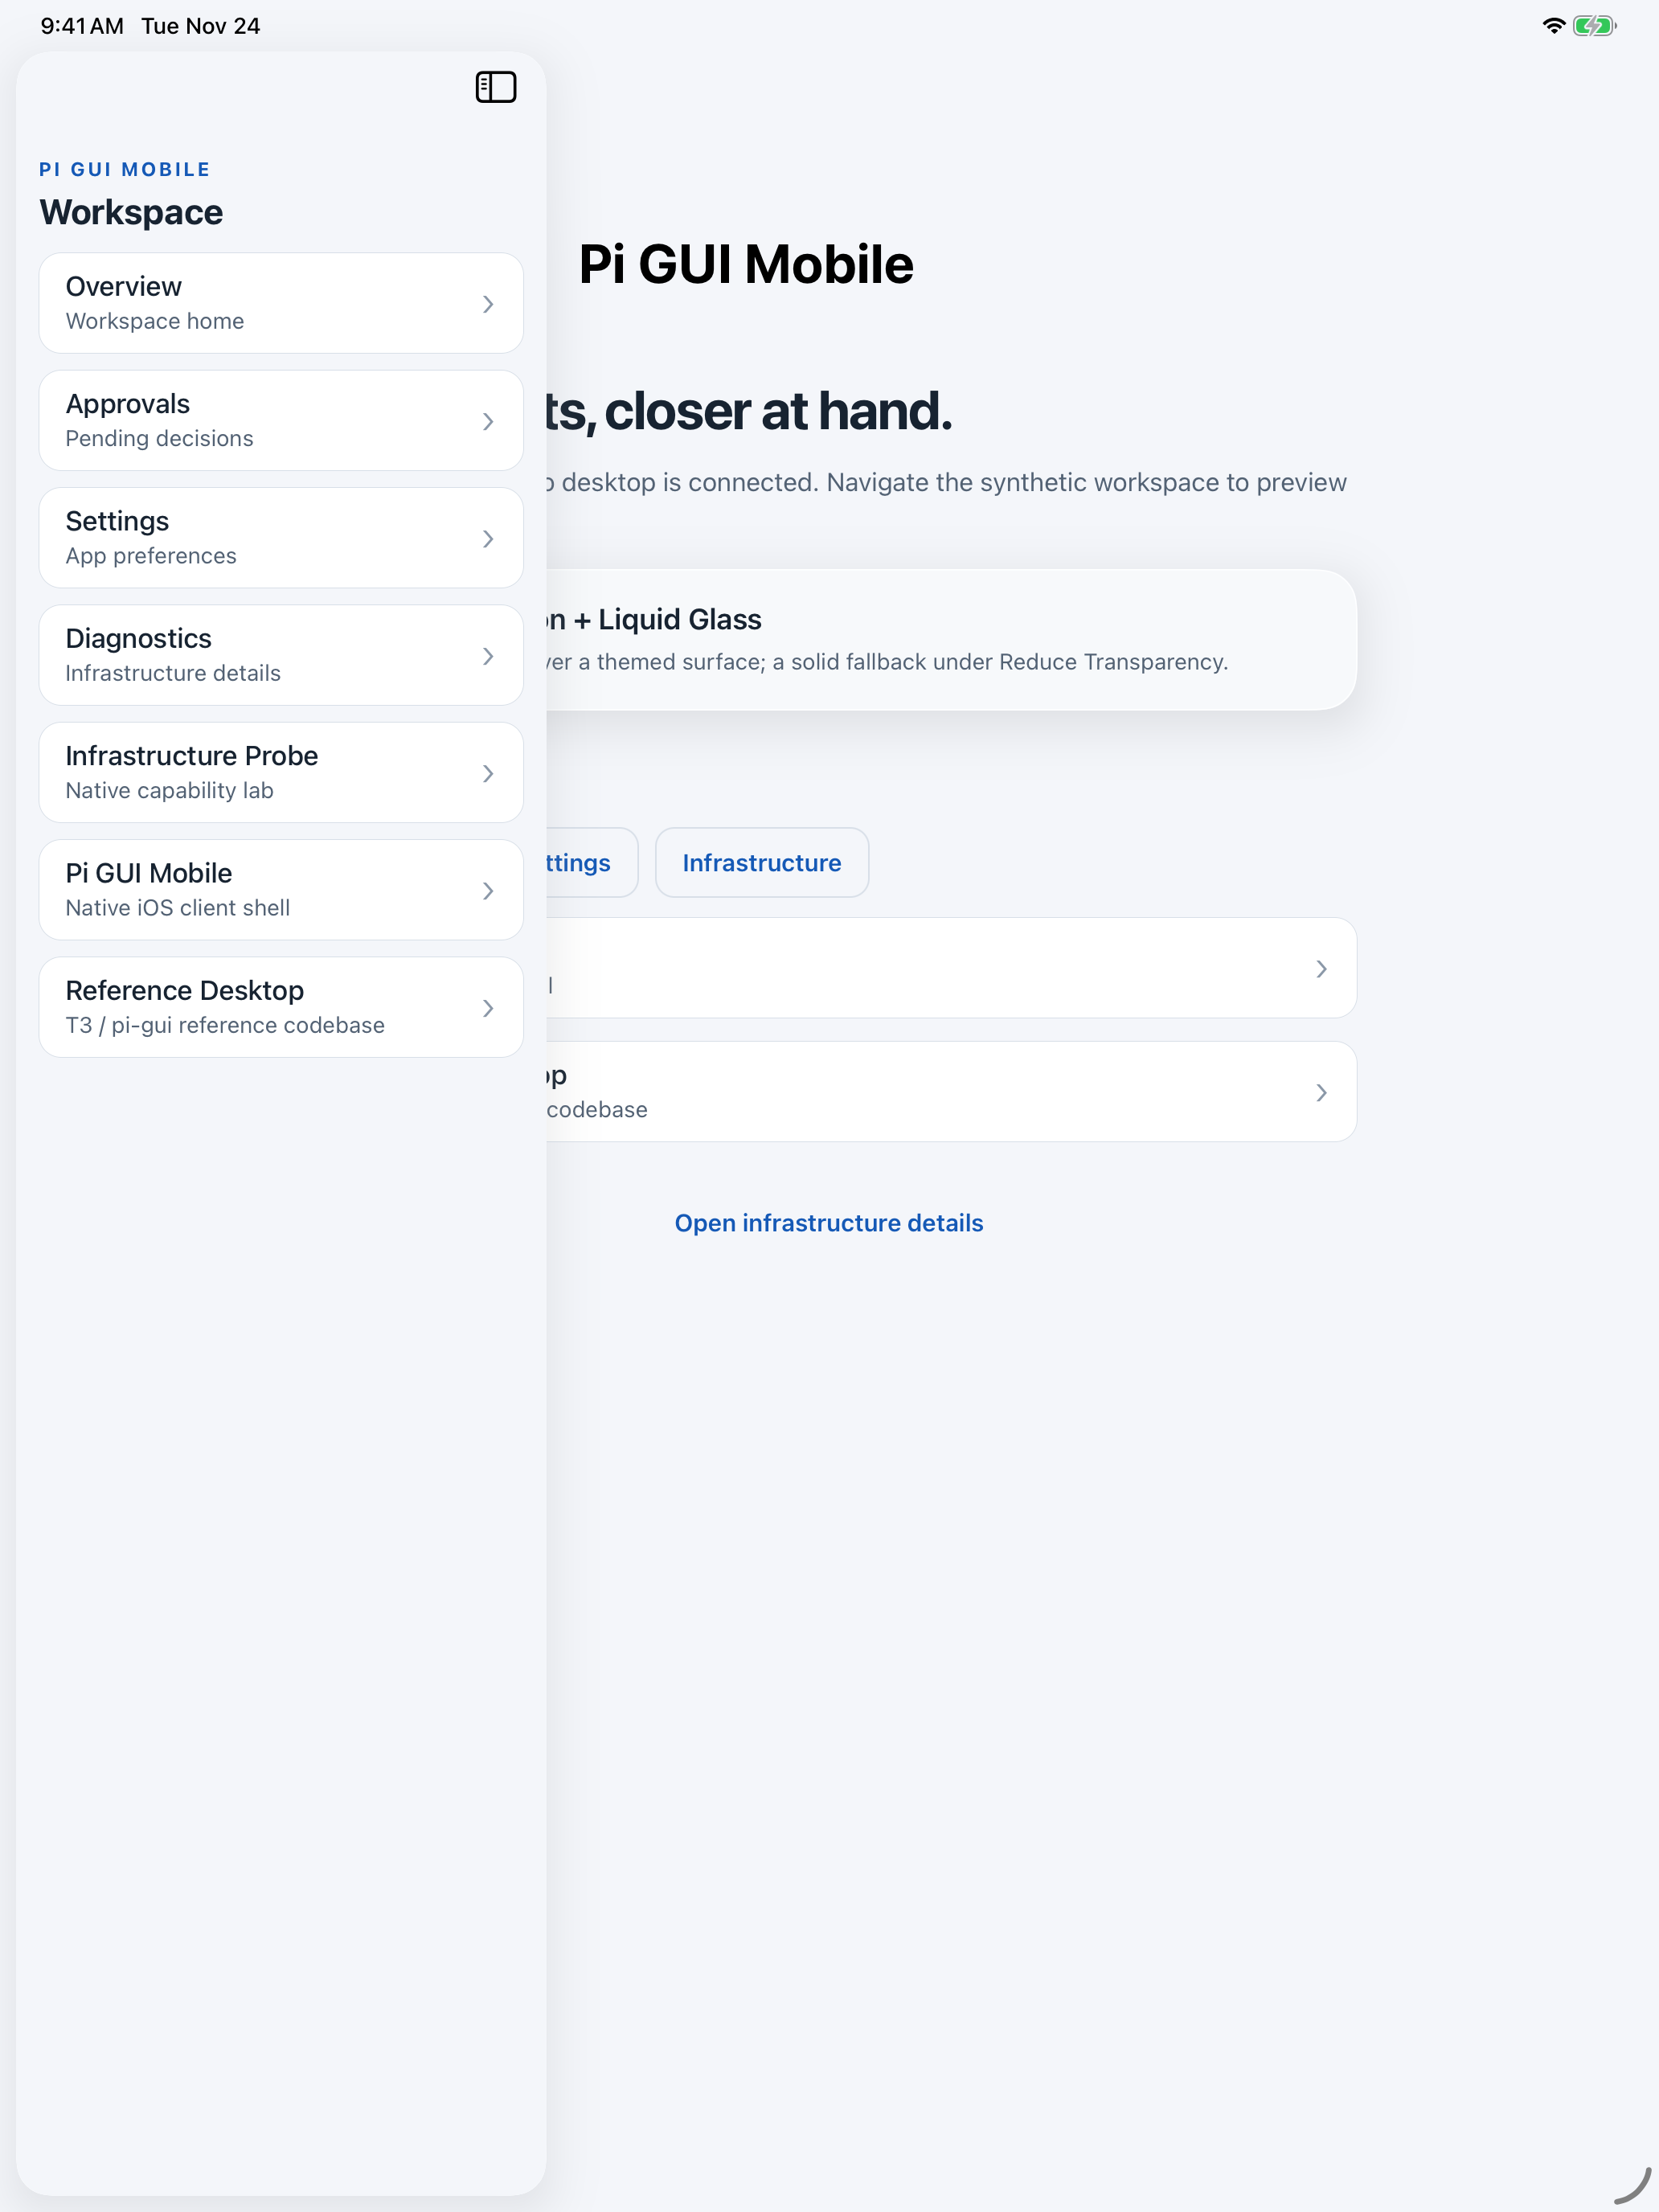 9:41 AM Tue Nov 24
PI GUI MOBILE
Workspace
Overview
Workspace home
Approvals
Pending decisions
Settings
App preferences
Diagnostics
Infrastructure details
Infrastructure Probe
Native capability lab
Pi GUI Mobile
Native iOS client shell
Reference Desktop
T3 / pi-gui reference codebase
Pi GUI Mobile
ts, closer at hand.
desktop is connected. Navigate the synthetic workspace to preview
on + Liquid Glass
ver a themed surface; a solid fallback under Reduce Transparency.
ttings
Infrastructure
l
op
codebase
Open infrastructure details